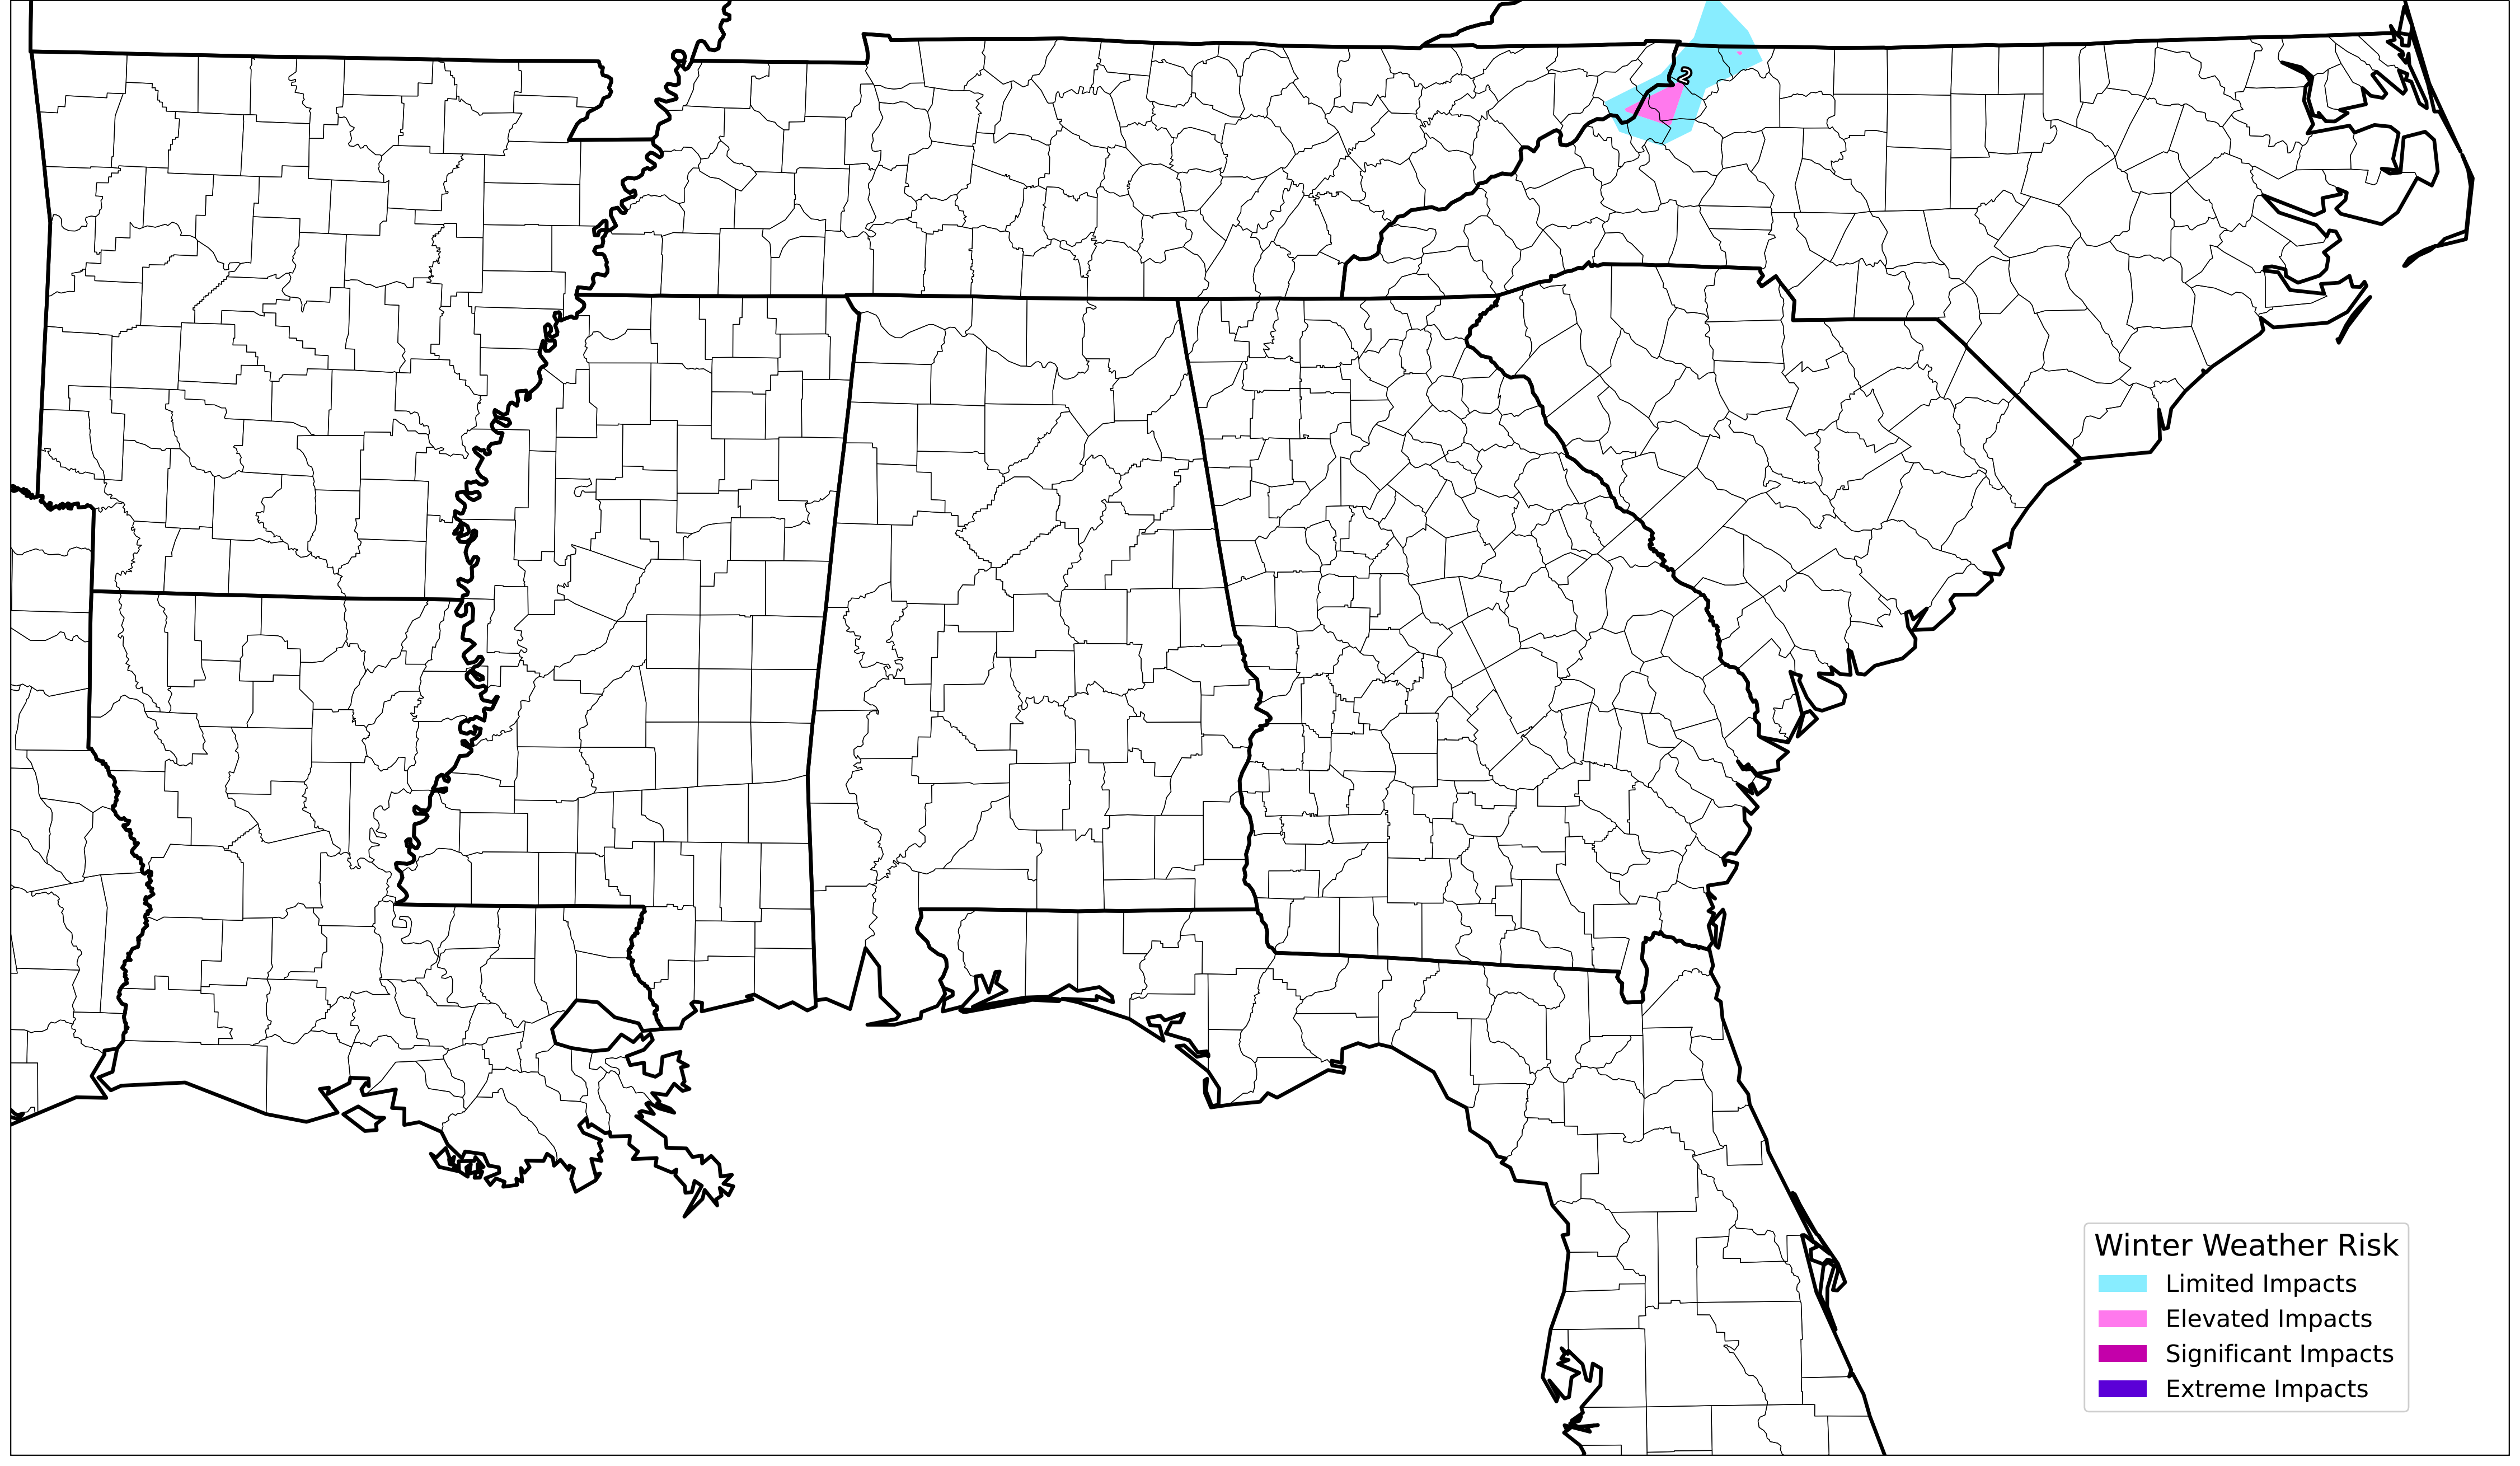 2
Winter Weather Risk
Limited Impacts
Elevated Impacts
Significant Impacts
Extreme Impacts